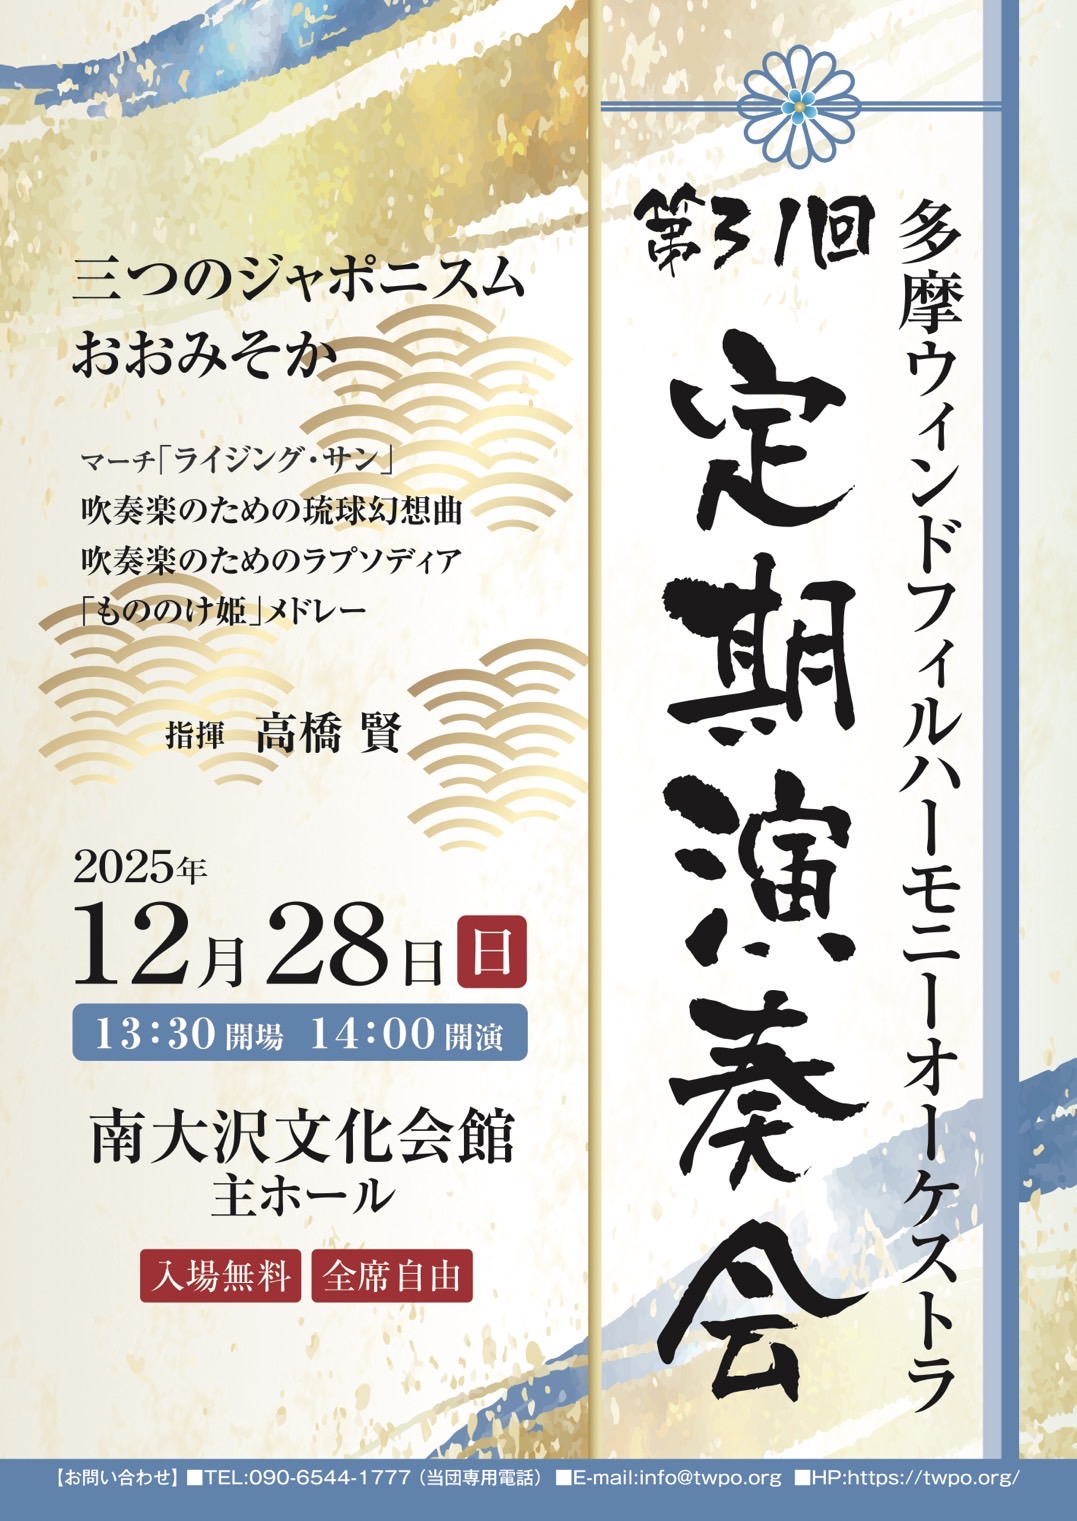 多摩ウィンドフィルハーモニーオーケストラ
第31回
定期演奏会
三つのジャポニスム
おおみそか
マーチ「ライジング・サン」
吹奏楽のための琉球幻想曲
吹奏楽のためのラプソディア
「もののけ姫」メドレー
指揮 高橋 賢
2025年
12月28日 日
13:30 開場 14:00 開演
南大沢文化会館
主ホール
入場無料 全席自由
【お問い合わせ】■TEL:090-6544-1777（当団専用電話）■E-mail:info@twpo.org ■HP:https://twpo.org/